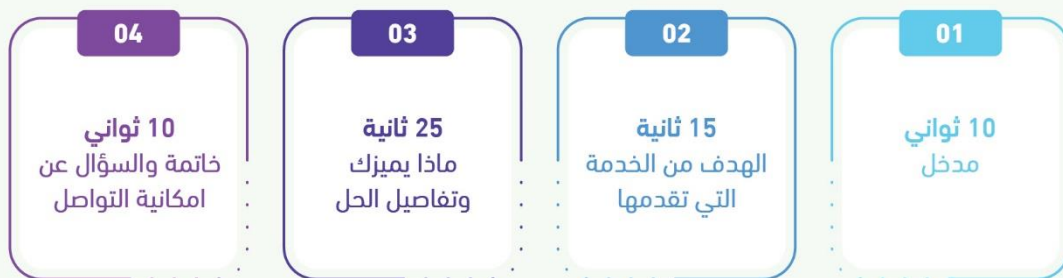 01
10 ثواني
مدخل
02
15 ثانية
الهدف من الخدمة
التي تقدمها
03
25 ثانية
ماذا يميزك
وتفاصيل الحل
04
10 ثواني
خاتمة والسؤال عن
امكانية التواصل